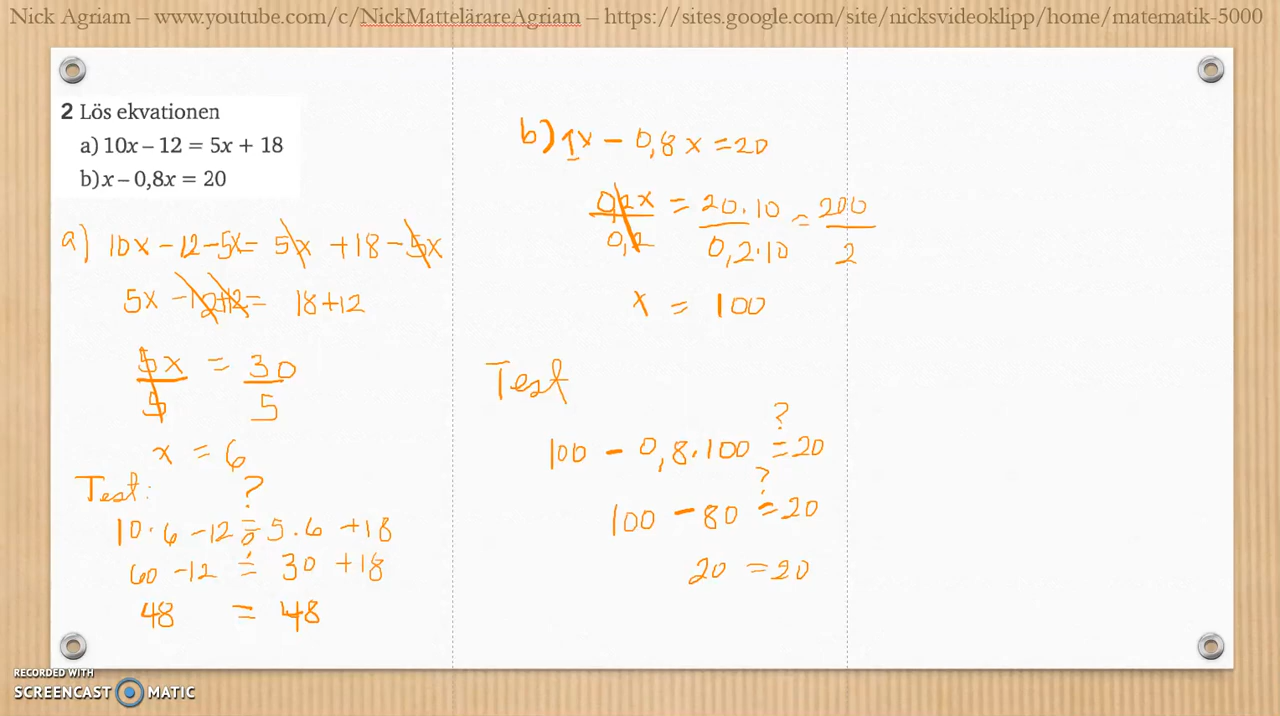 Nick Agriam – www.youtube.com/c/NickMattelärareAgriam – https://sites.google.com/site/nicksvideoklipp/home/matematik-5000
2 Lös ekvationen
a) 10x – 12 = 5x + 18
b) x – 0,8x = 20
a) 10x – 12 – 5x = 5x + 18 – 5x
5x – 12 + 12 = 18 + 12
5x/5 = 30/5
x = 6
Test: ?
10·6 – 12 = 5·6 + 18
?
60 – 12 = 30 + 18
48 = 48
b) 1x – 0,8x = 20
0,2x/0,2 = 20·10/0,2·10 = 200/2
x = 100
Test
?
100 – 0,8·100 = 20
?
100 – 80 = 20
20 = 20
RECORDED WITH
SCREENCAST MATIC